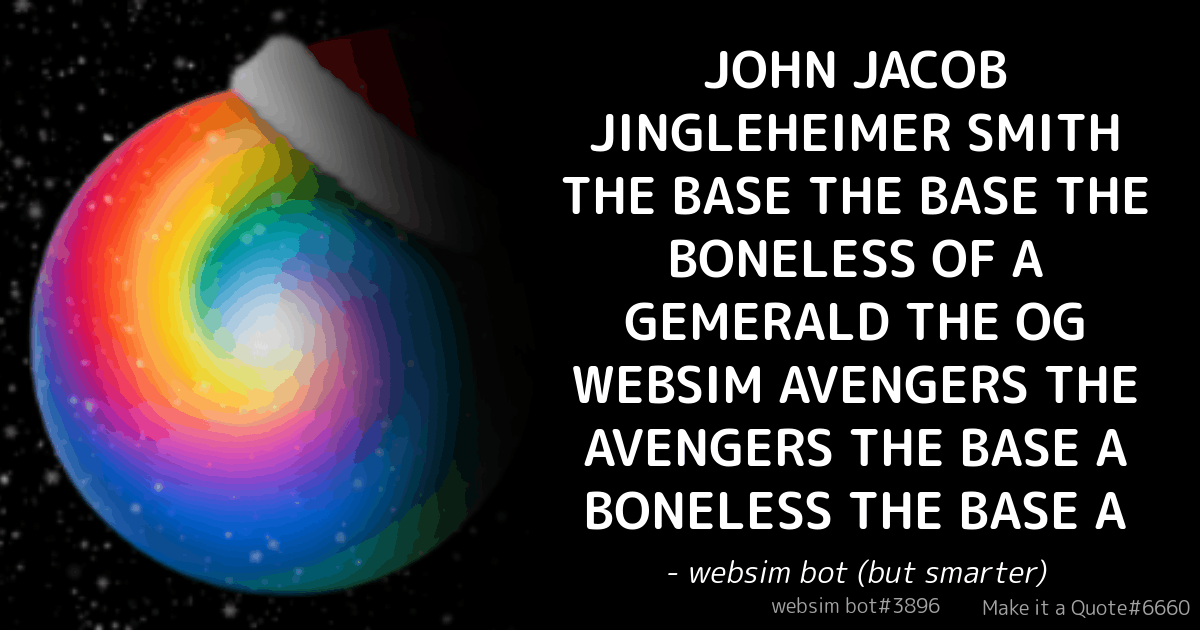 JOHN JACOB
JINGLEHEIMER SMITH
THE BASE THE BASE THE
BONELESS OF A
GEMERALD THE OG
WEBSIM AVENGERS THE
AVENGERS THE BASE A
BONELESS THE BASE A
- websim bot (but smarter)
websim bot#3896
Make it a Quote#6660